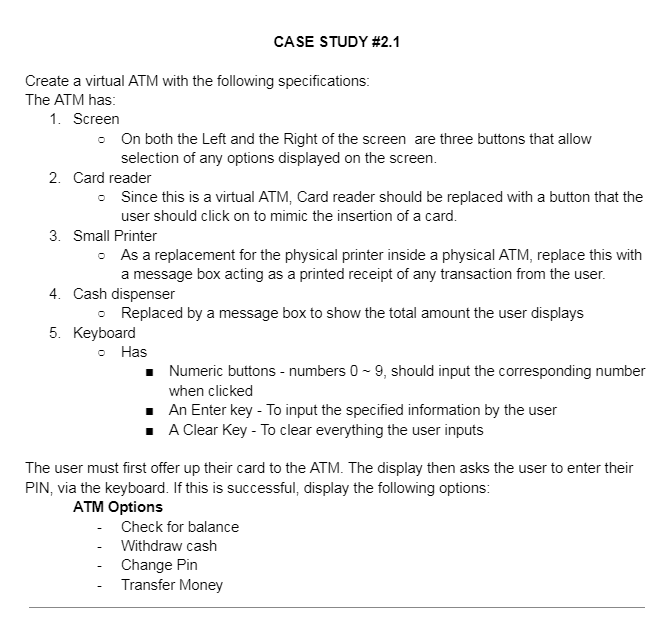 CASE STUDY #2.1
Create a virtual ATM with the following specifications:
The ATM has:
1. Screen
○ On both the Left and the Right of the screen are three buttons that allow
selection of any options displayed on the screen.
2. Card reader
○ Since this is a virtual ATM, Card reader should be replaced with a button that the
user should click on to mimic the insertion of a card.
3. Small Printer
○ As a replacement for the physical printer inside a physical ATM, replace this with
a message box acting as a printed receipt of any transaction from the user.
4. Cash dispenser
○ Replaced by a message box to show the total amount the user displays
5. Keyboard
○ Has
■ Numeric buttons - numbers 0 ~ 9, should input the corresponding number
when clicked
■ An Enter key - To input the specified information by the user
■ A Clear Key - To clear everything the user inputs
The user must first offer up their card to the ATM. The display then asks the user to enter their
PIN, via the keyboard. If this is successful, display the following options:
ATM Options
- Check for balance
- Withdraw cash
- Change Pin
- Transfer Money